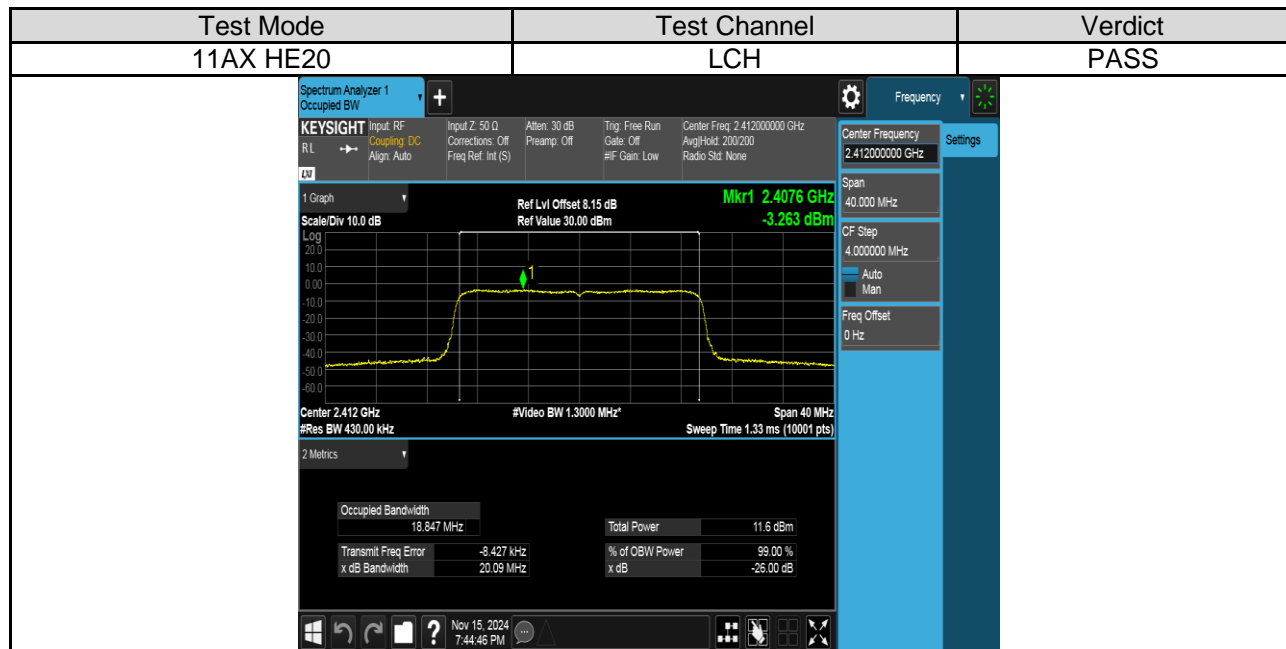 Test Mode Test Channel Verdict
11AX HE20 LCH PASS
Spectrum Analyzer 1
Occupied BW
+
Frequency
KEYSIGHT Input: RF Input Z: 50 Ω Atten: 30 dB Trig: Free Run Center Freq: 2.412000000 GHz
RL Coupling: DC Corrections: Off Preamp: Off Gate: Off Avg|Hold: 200/200
Align: Auto Freq Ref: Int (S) #IF Gain: Low Radio Std: None
LXI
Center Frequency
2.412000000 GHz
Settings
Span
40.000 MHz
CF Step
4.000000 MHz
Auto
Man
Freq Offset
0 Hz
1 Graph Ref Lvl Offset 8.15 dB Mkr1 2.4076 GHz
Scale/Div 10.0 dB Ref Value 30.00 dBm -3.263 dBm
Log
20.0
10.0
1
0.00
-10.0
-20.0
-30.0
-40.0
-50.0
-60.0
Center 2.412 GHz #Video BW 1.3000 MHz* Span 40 MHz
#Res BW 430.00 kHz Sweep Time 1.33 ms (10001 pts)
2 Metrics
Occupied Bandwidth
18.847 MHz Total Power 11.6 dBm
Transmit Freq Error -8.427 kHz % of OBW Power 99.00 %
x dB Bandwidth 20.09 MHz x dB -26.00 dB
? Nov 15, 2024
7:44:46 PM